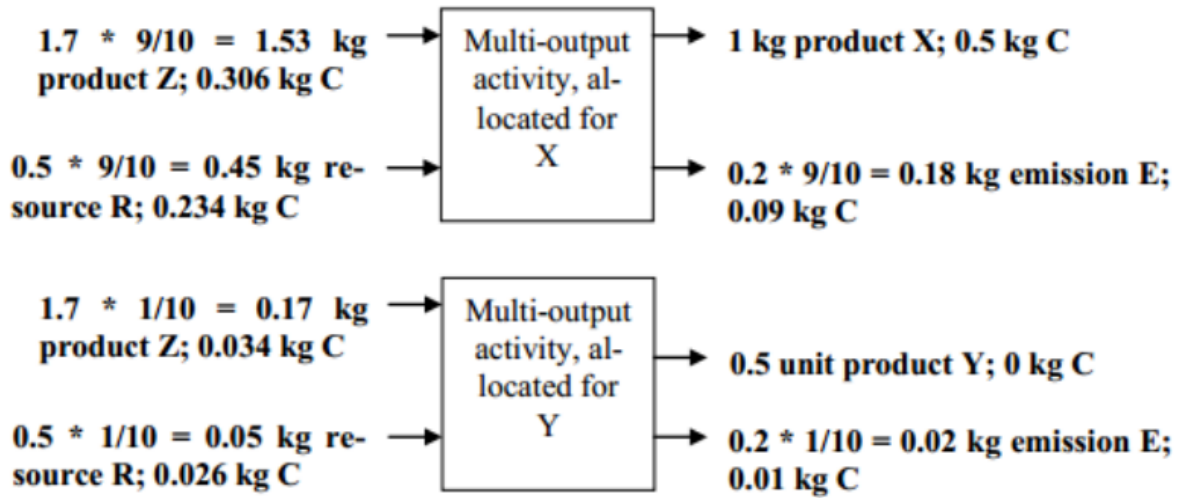 1.7 * 9/10 = 1.53 kg
product Z; 0.306 kg C
0.5 * 9/10 = 0.45 kg re-
source R; 0.234 kg C
Multi-output
activity, al-
located for
X
1 kg product X; 0.5 kg C
0.2 * 9/10 = 0.18 kg emission E;
0.09 kg C
1.7 * 1/10 = 0.17 kg
product Z; 0.034 kg C
0.5 * 1/10 = 0.05 kg re-
source R; 0.026 kg C
Multi-output
activity, al-
located for
Y
0.5 unit product Y; 0 kg C
0.2 * 1/10 = 0.02 kg emission E;
0.01 kg C